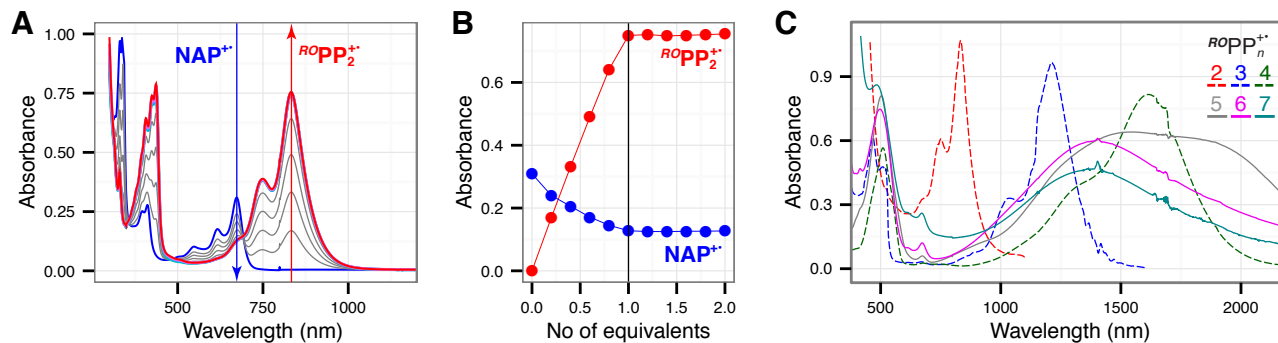 A
Absorbance
1.00
0.75
0.50
0.25
0.00
NAP+•
ROPP2+•
500
750
1000
Wavelength (nm)
B
Absorbance
0.8
0.4
0.2
0.0
ROPP2+•
NAP+•
0.0
0.5
1.0
1.5
2.0
No of equivalents
C
Absorbance
0.9
0.6
0.3
0.0
ROPPn+•
2 3 4
5 6 7
500
1000
1500
2000
Wavelength (nm)